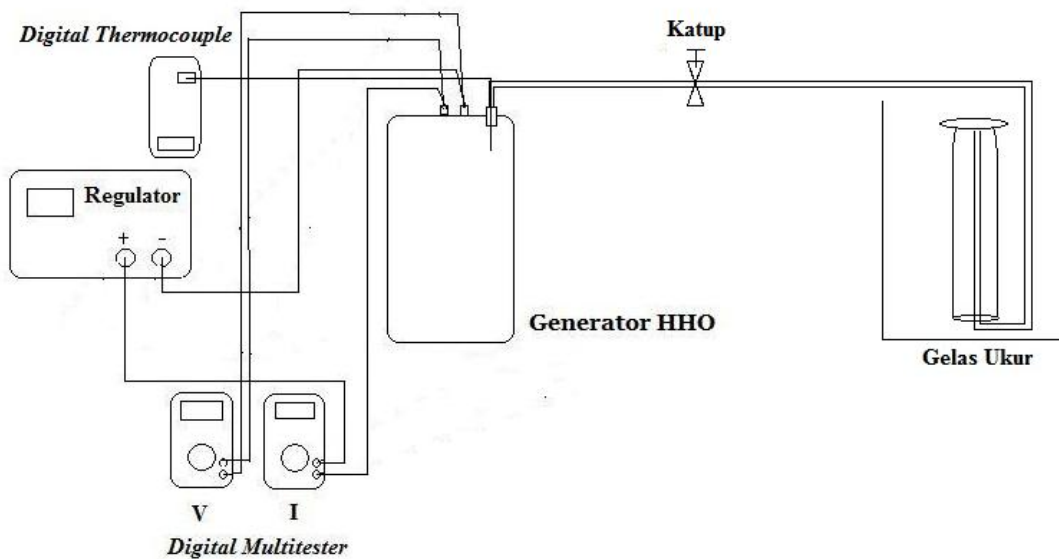 Digital Thermocouple
Katup
Regulator
+ -
Generator HHO
Gelas Ukur
V I
Digital Multitester